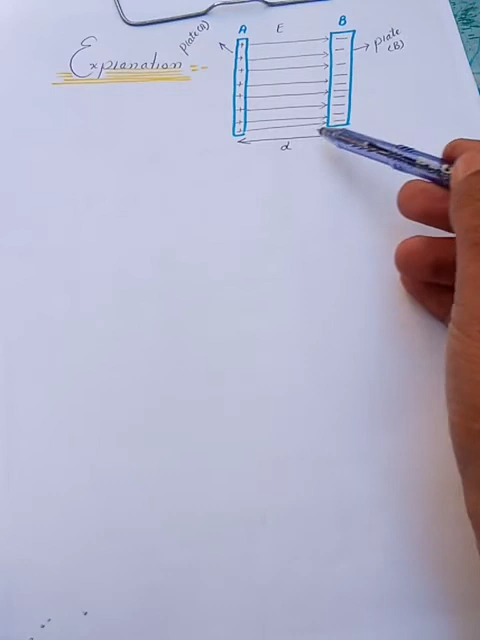 Explanation
plate(A)
A
E
B
plate
(B)
+
+
+
+
+
+
+
+
d